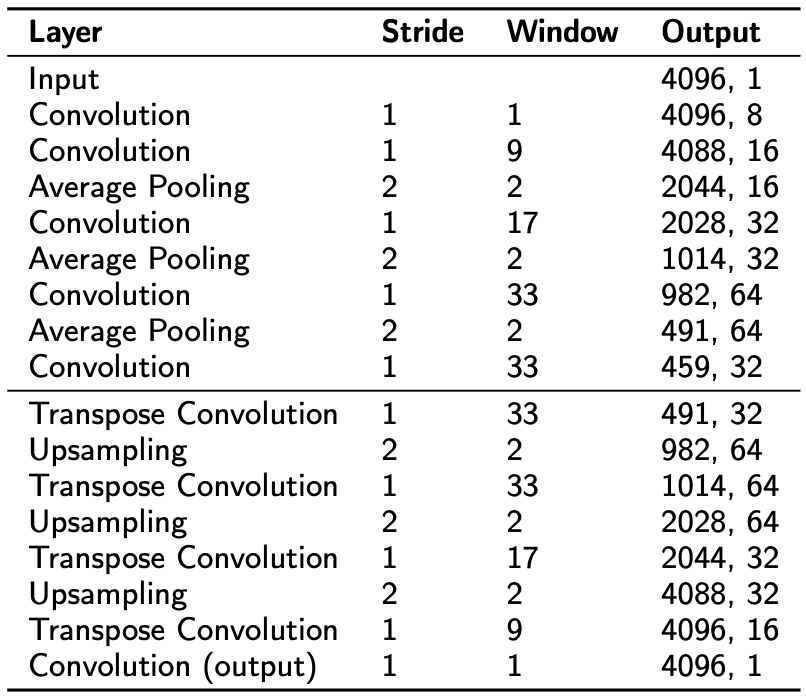 Layer Stride Window Output
Input 4096, 1
Convolution 1 1 4096, 8
Convolution 1 9 4088, 16
Average Pooling 2 2 2044, 16
Convolution 1 17 2028, 32
Average Pooling 2 2 1014, 32
Convolution 1 33 982, 64
Average Pooling 2 2 491, 64
Convolution 1 33 459, 32
Transpose Convolution 1 33 491, 32
Upsampling 2 2 982, 64
Transpose Convolution 1 33 1014, 64
Upsampling 2 2 2028, 64
Transpose Convolution 1 17 2044, 32
Upsampling 2 2 4088, 32
Transpose Convolution 1 9 4096, 16
Convolution (output) 1 1 4096, 1